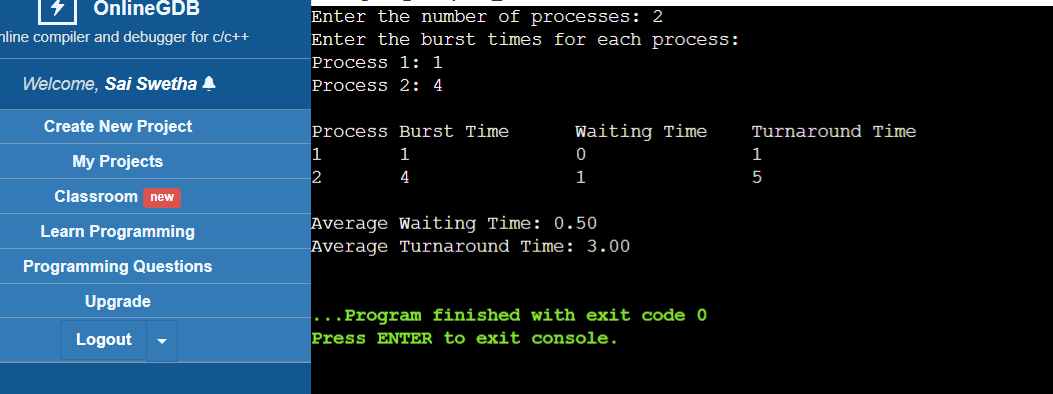 OnlineGDB
nline compiler and debugger for c/c++
Welcome, Sai Swetha
Create New Project
My Projects
Classroom new
Learn Programming
Programming Questions
Upgrade
Logout
Enter the number of processes: 2
Enter the burst times for each process:
Process 1: 1
Process 2: 4
Process Burst Time Waiting Time Turnaround Time
1 1 0 1
2 4 1 5
Average Waiting Time: 0.50
Average Turnaround Time: 3.00
...Program finished with exit code 0
Press ENTER to exit console.